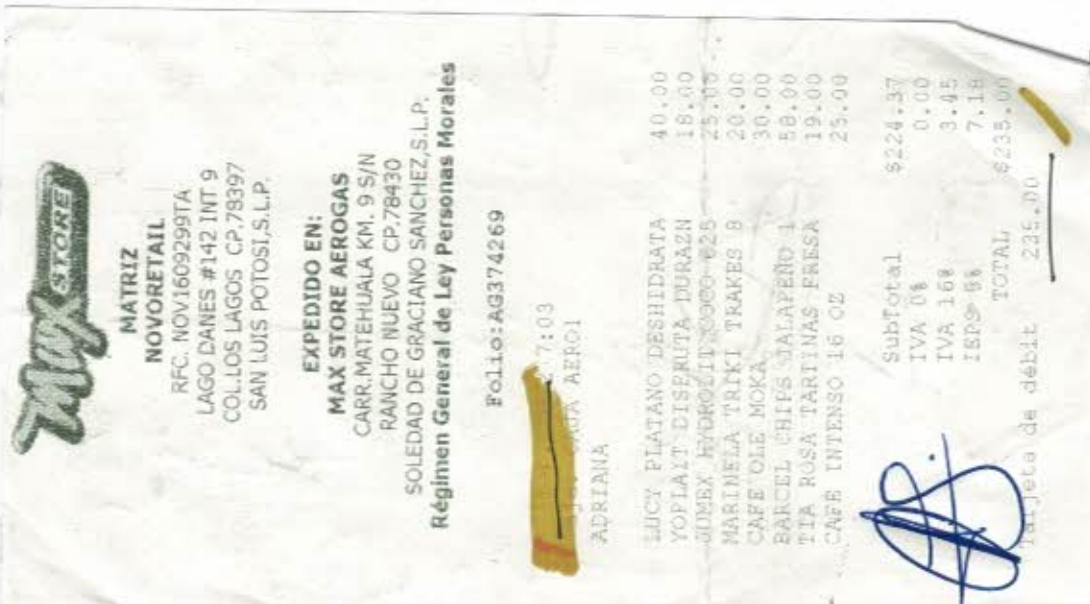 Max STORE
MATRIZ
NOVORETAIL
RFC. NOV1609299TA
LAGO DANES #142 INT 9
COL.LOS LAGOS CP.78397
SAN LUIS POTOSI,S.L.P.
EXPEDIDO EN:
MAX STORE AEROGAS
CARR.MATEHUALA KM. 9 S/N
RANCHO NUEVO CP.78430
SOLEDAD DE GRACIANO SANCHEZ,S.L.P.
Régimen General de Ley Personas Morales
Folio:AG374269
7:03
AERO1
ADRIANA
LUCY PLATANO DESHIDRATA 40.00
YOPLAIT DISFRUTA DURAZN 18.00
HYDROLIT COCO 625 25.00
MARINELA TRIKI TRAKES 8 20.00
CAFE OLE MOKA 30.00
BARCEL CHIPS JALAPEÑO 1 58.00
TIA ROSA TARTINAS FRESA 19.00
CAFE INTENSO 16 OZ 25.00
SubTotal $224.37
IVA 0% 0.00
IVA 16% 3.45
IEPS 7.18
TOTAL $235.00
Tarjeta de débit 235.00